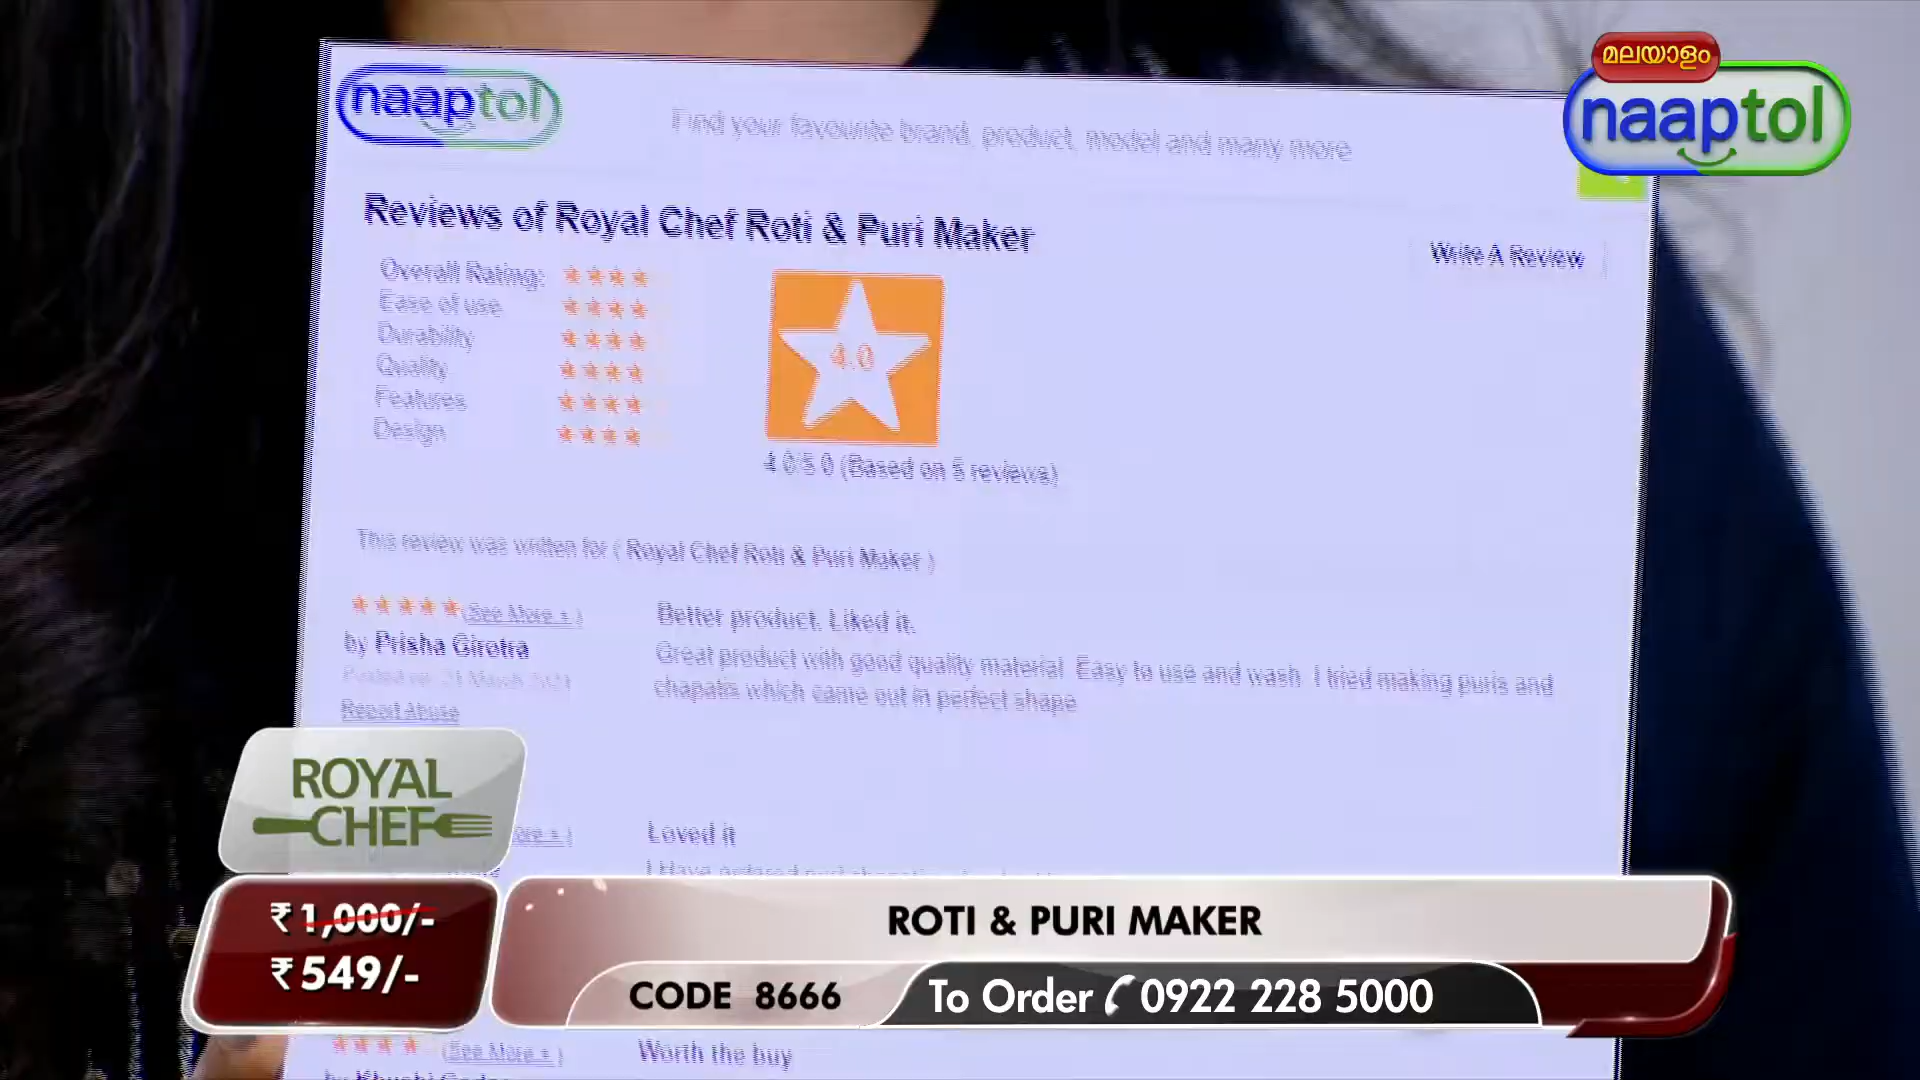 മലയാളം
naaptol
naaptol
Find your favourite brand, product, model and many more
Reviews of Royal Chef Roti & Puri Maker
Write A Review
Overall Rating:
Ease of use
Durability
Quality
Features
Design
4.0
4.0/5.0 (Based on 5 reviews)
This review was written for ( Royal Chef Roti & Puri Maker )
(See More + )
by Prisha Girotra
Report Abuse
Better product. Liked it.
Great product with good quality material. Easy to use and wash. I tried making puris and
chapatis which came out in perfect shape
ROYAL
CHEF
Loved it
₹ 1,000/-
₹ 549/-
ROTI & PURI MAKER
CODE 8666
To Order 0922 228 5000
(See More + )
Worth the buy